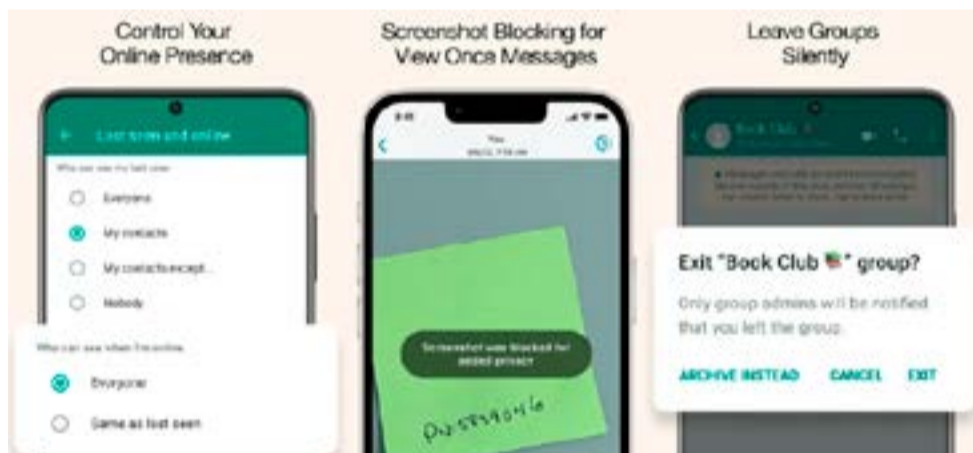 Control Your
Online Presence
Last seen and online
Who can see my last seen
Everyone
My contacts
My contacts except...
Nobody
Who can see when I'm online
Everyone
Same as last seen
Screenshot Blocking for
View Once Messages
You
Screenshot was blocked for
added privacy
Leave Groups
Silently
Book Club
Exit "Book Club 📚" group?
Only group admins will be notified
that you left the group.
ARCHIVE INSTEAD CANCEL EXIT